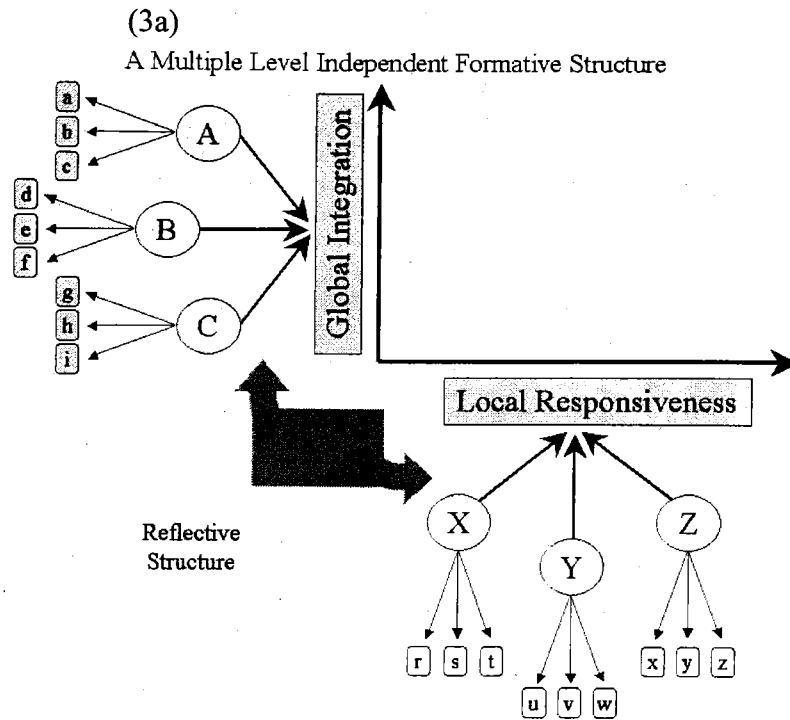 (3a)
A Multiple Level Independent Formative Structure
a
b
c
A
d
e
f
B
g
h
i
C
Global Integration
Local Responsiveness
Reflective
Structure
X
Y
Z
r s t
u v w
x y z